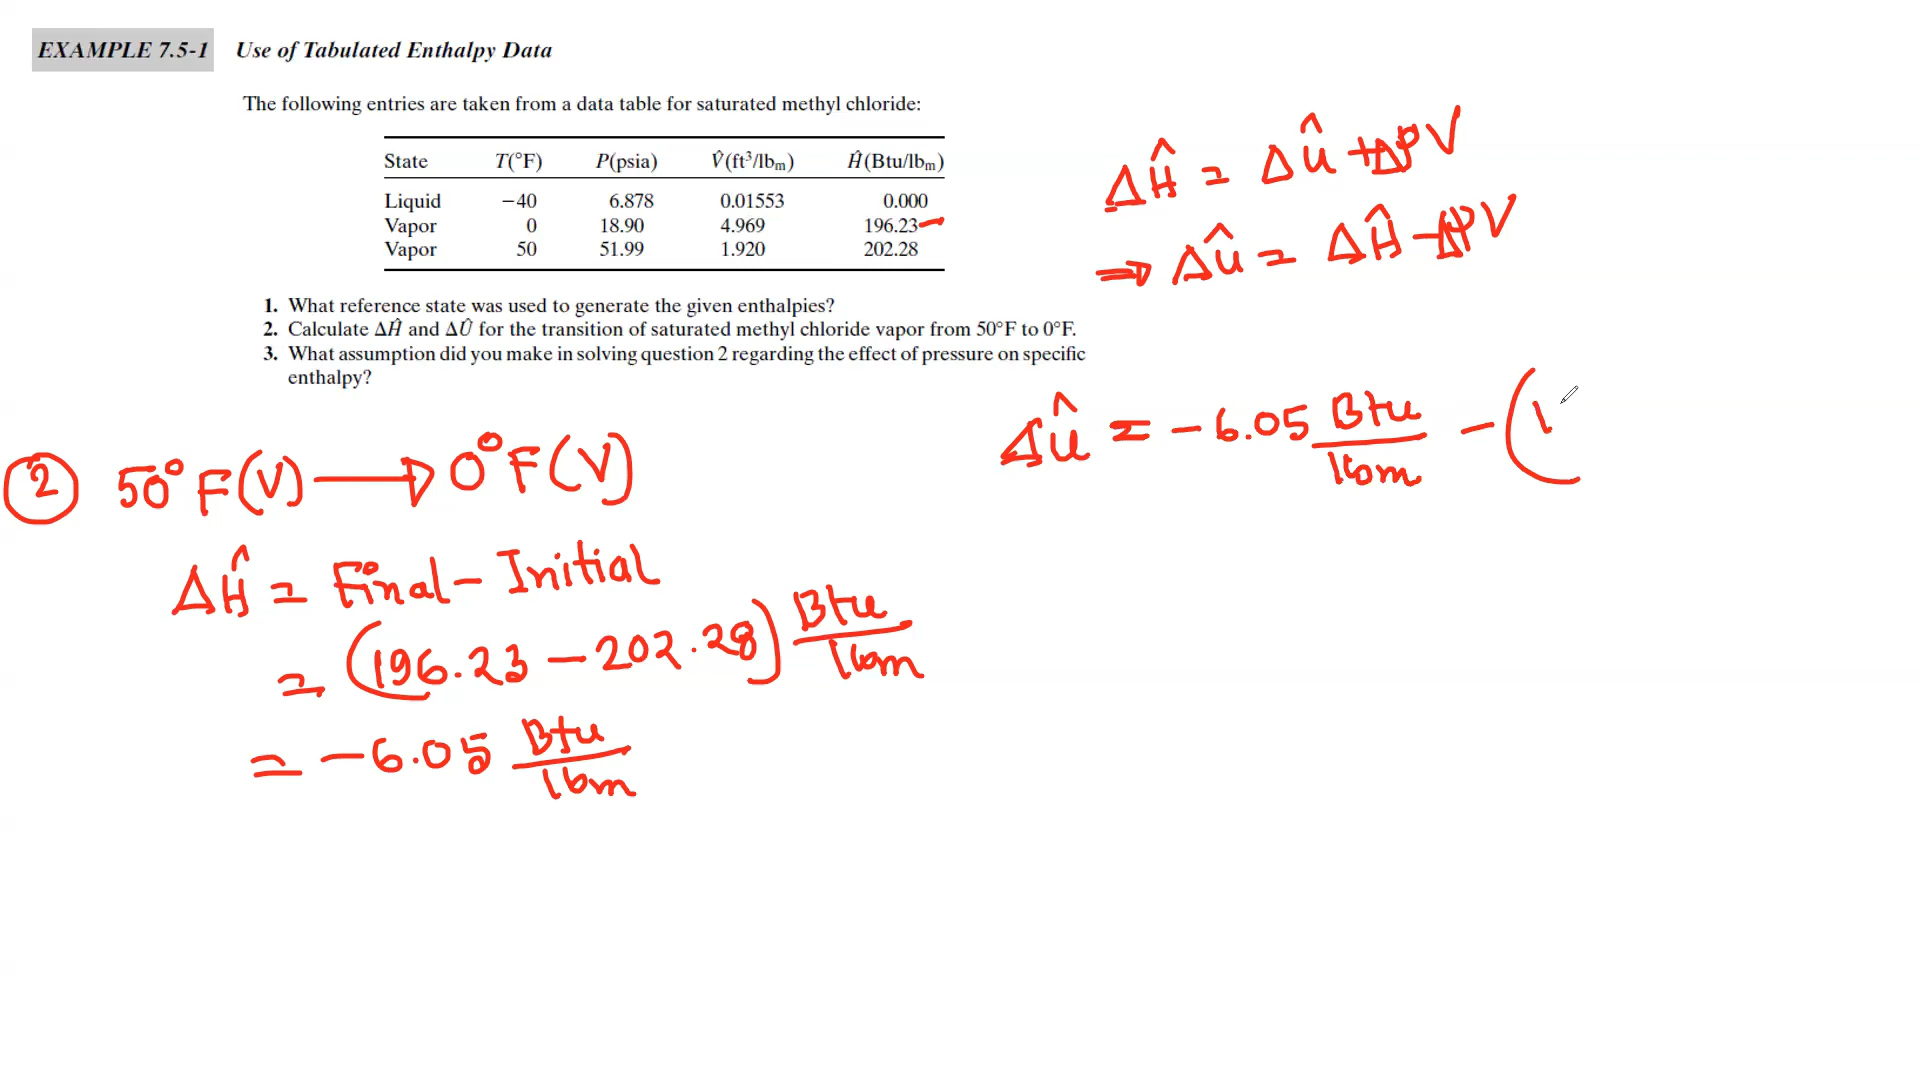 EXAMPLE 7.5-1 Use of Tabulated Enthalpy Data
The following entries are taken from a data table for saturated methyl chloride:
State T(°F) P(psia) V̂(ft³/lbₘ) Ĥ(Btu/lbₘ)
Liquid −40 6.878 0.01553 0.000
Vapor 0 18.90 4.969 196.23
Vapor 50 51.99 1.920 202.28
1. What reference state was used to generate the given enthalpies?
2. Calculate ΔĤ and ΔÛ for the transition of saturated methyl chloride vapor from 50°F to 0°F.
3. What assumption did you make in solving question 2 regarding the effect of pressure on specific
enthalpy?
② 50°F(V) → 0°F(V)
ΔĤ = Final − Initial
= (196.23 − 202.28) Btu/lbm
= −6.05 Btu/lbm
ΔĤ = Δû + ΔPV
⇒ Δû = ΔĤ − ΔPV
Δû = −6.05 Btu/lbm − (1